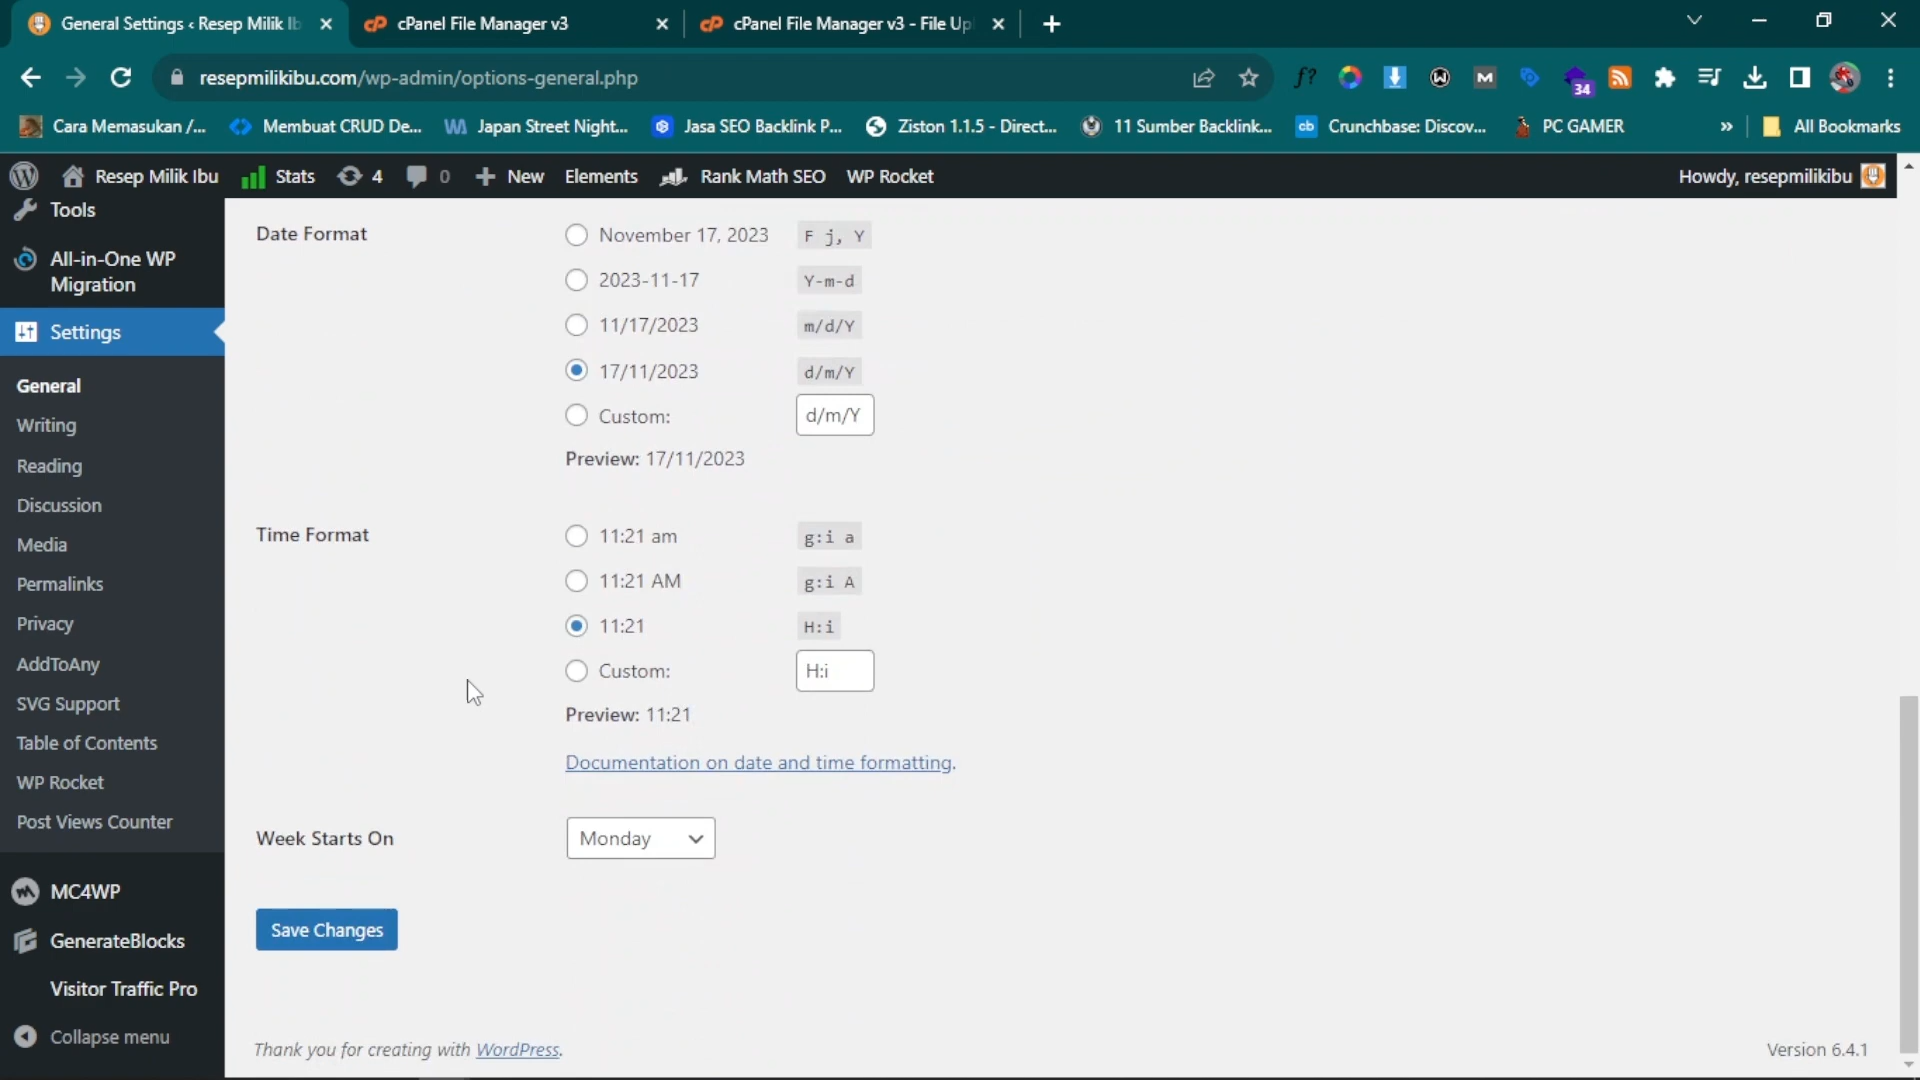 General Settings ‹ Resep Milik Ib
cPanel File Manager v3
cPanel File Manager v3 - File Up
resepmilikibu.com/wp-admin/options-general.php
f?
M
34
Cara Memasukan /...
Membuat CRUD De...
Japan Street Night...
Jasa SEO Backlink P...
Ziston 1.1.5 - Direct...
11 Sumber Backlink...
cb
Crunchbase: Discov...
PC GAMER
»
All Bookmarks
Resep Milik Ibu
Stats
4
0
New
Elements
Rank Math SEO
WP Rocket
Howdy, resepmilikibu
Tools
All-in-One WP
Migration
Settings
General
Writing
Reading
Discussion
Media
Permalinks
Privacy
AddToAny
SVG Support
Table of Contents
WP Rocket
Post Views Counter
MC4WP
GenerateBlocks
Visitor Traffic Pro
Collapse menu
Date Format
November 17, 2023 F j, Y
2023-11-17 Y-m-d
11/17/2023 m/d/Y
17/11/2023 d/m/Y
Custom: d/m/Y
Preview: 17/11/2023
Time Format
11:21 am g:i a
11:21 AM g:i A
11:21 H:i
Custom: H:i
Preview: 11:21
Documentation on date and time formatting.
Week Starts On
Monday
Save Changes
Thank you for creating with WordPress.
Version 6.4.1